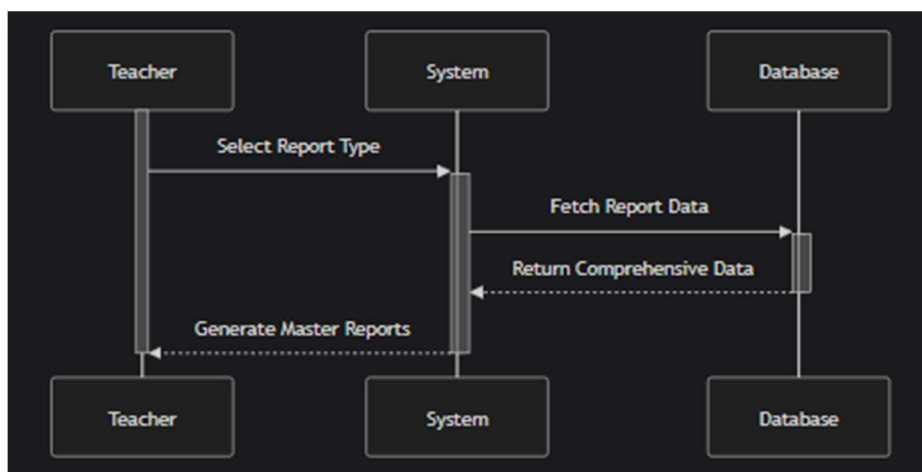 Teacher
System
Database
Select Report Type
Fetch Report Data
Return Comprehensive Data
Generate Master Reports
Teacher
System
Database